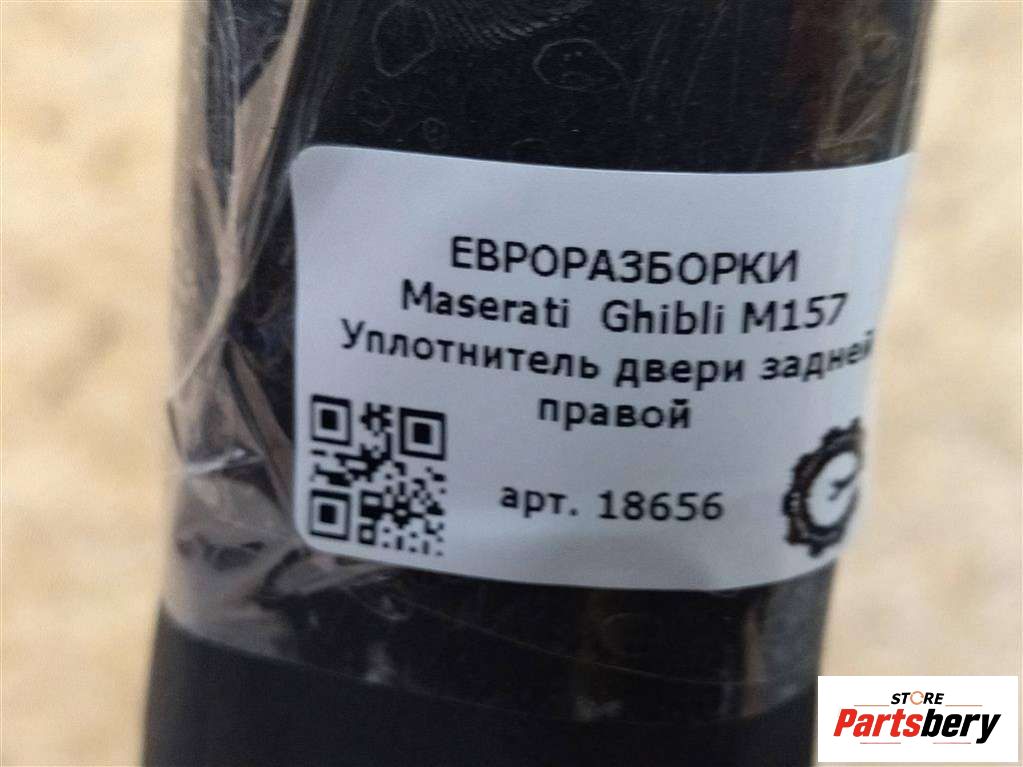 ЕВРОРАЗБОРКИ
Maserati Ghibli M157
Уплотнитель двери задней
правой
арт. 18656
STORE
Partsbery